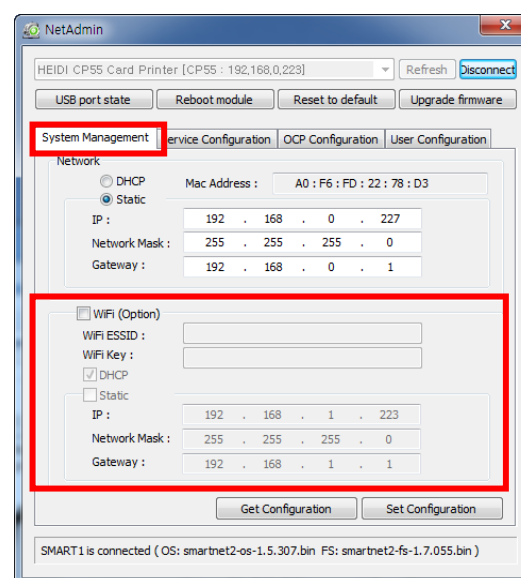 NetAdmin
HEIDI CP55 Card Printer [CP55 : 192,168,0,223] Refresh Disconnect
USB port state Reboot module Reset to default Upgrade firmware
System Management ervice Configuration OCP Configuration User Configuration
Network
DHCP Mac Address : A0 : F6 : FD : 22 : 78 : D3
Static
IP : 192 . 168 . 0 . 227
Network Mask : 255 . 255 . 255 . 0
Gateway : 192 . 168 . 0 . 1
WiFi (Option)
WiFi ESSID :
WiFi Key :
DHCP
Static
IP : 192 . 168 . 1 . 223
Network Mask : 255 . 255 . 255 . 0
Gateway : 192 . 168 . 1 . 1
Get Configuration Set Configuration
SMART1 is connected ( OS: smartnet2-os-1.5.307.bin FS: smartnet2-fs-1.7.055.bin )